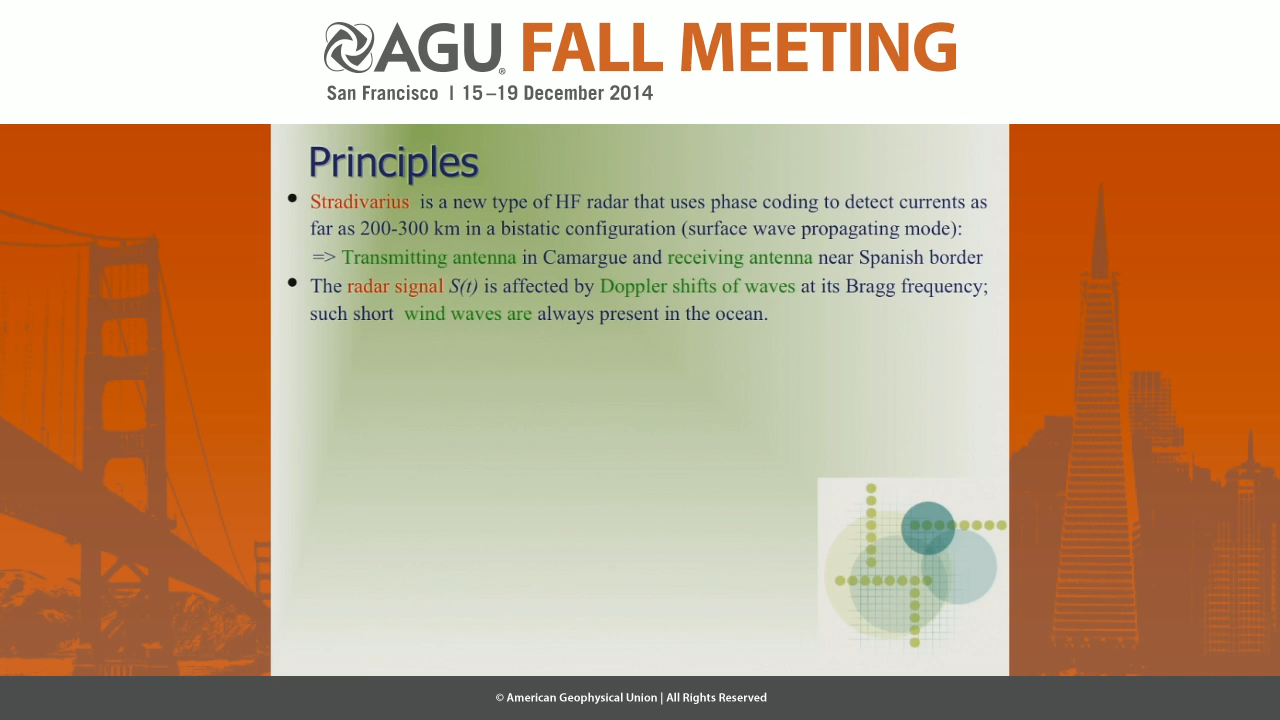 AGU® FALL MEETING
San Francisco | 15–19 December 2014
Principles
• Stradivarius is a new type of HF radar that uses phase coding to detect currents as
far as 200-300 km in a bistatic configuration (surface wave propagating mode):
=> Transmitting antenna in Camargue and receiving antenna near Spanish border
• The radar signal S(t) is affected by Doppler shifts of waves at its Bragg frequency;
such short wind waves are always present in the ocean.
© American Geophysical Union | All Rights Reserved